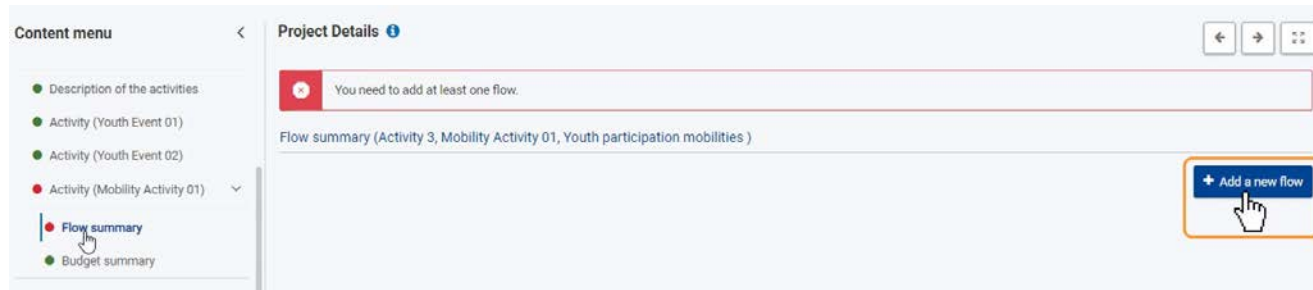 Content menu
Description of the activities
Activity (Youth Event 01)
Activity (Youth Event 02)
Activity (Mobility Activity 01)
Flow summary
Budget summary
Project Details
You need to add at least one flow.
Flow summary (Activity 3, Mobility Activity 01, Youth participation mobilities )
+ Add a new flow